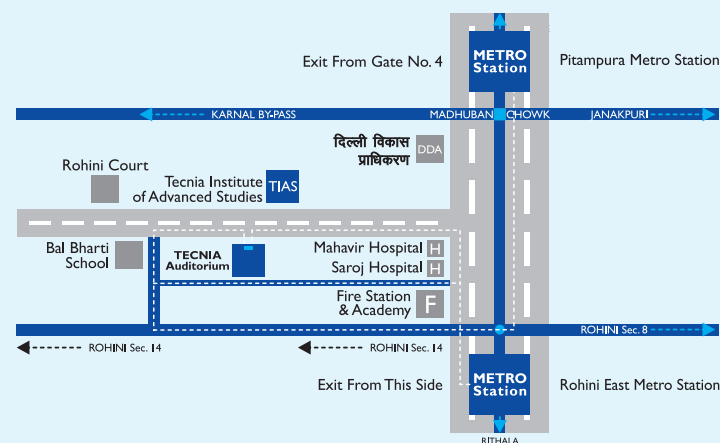 METRO
Station
Exit From Gate No. 4
Pitampura Metro Station
KARNAL BY-PASS
MADHUBAN CHOWK
JANAKPURI
दिल्ली विकास
प्राधिकरण
DDA
Rohini Court
Tecnia Institute
of Advanced Studies
TIAS
Bal Bharti
School
TECNIA
Auditorium
Mahavir Hospital
H
Saroj Hospital
H
Fire Station
& Academy
F
ROHINI Sec. 8
ROHINI Sec. 14
ROHINI Sec. 14
Exit From This Side
METRO
Station
Rohini East Metro Station
RITHALA